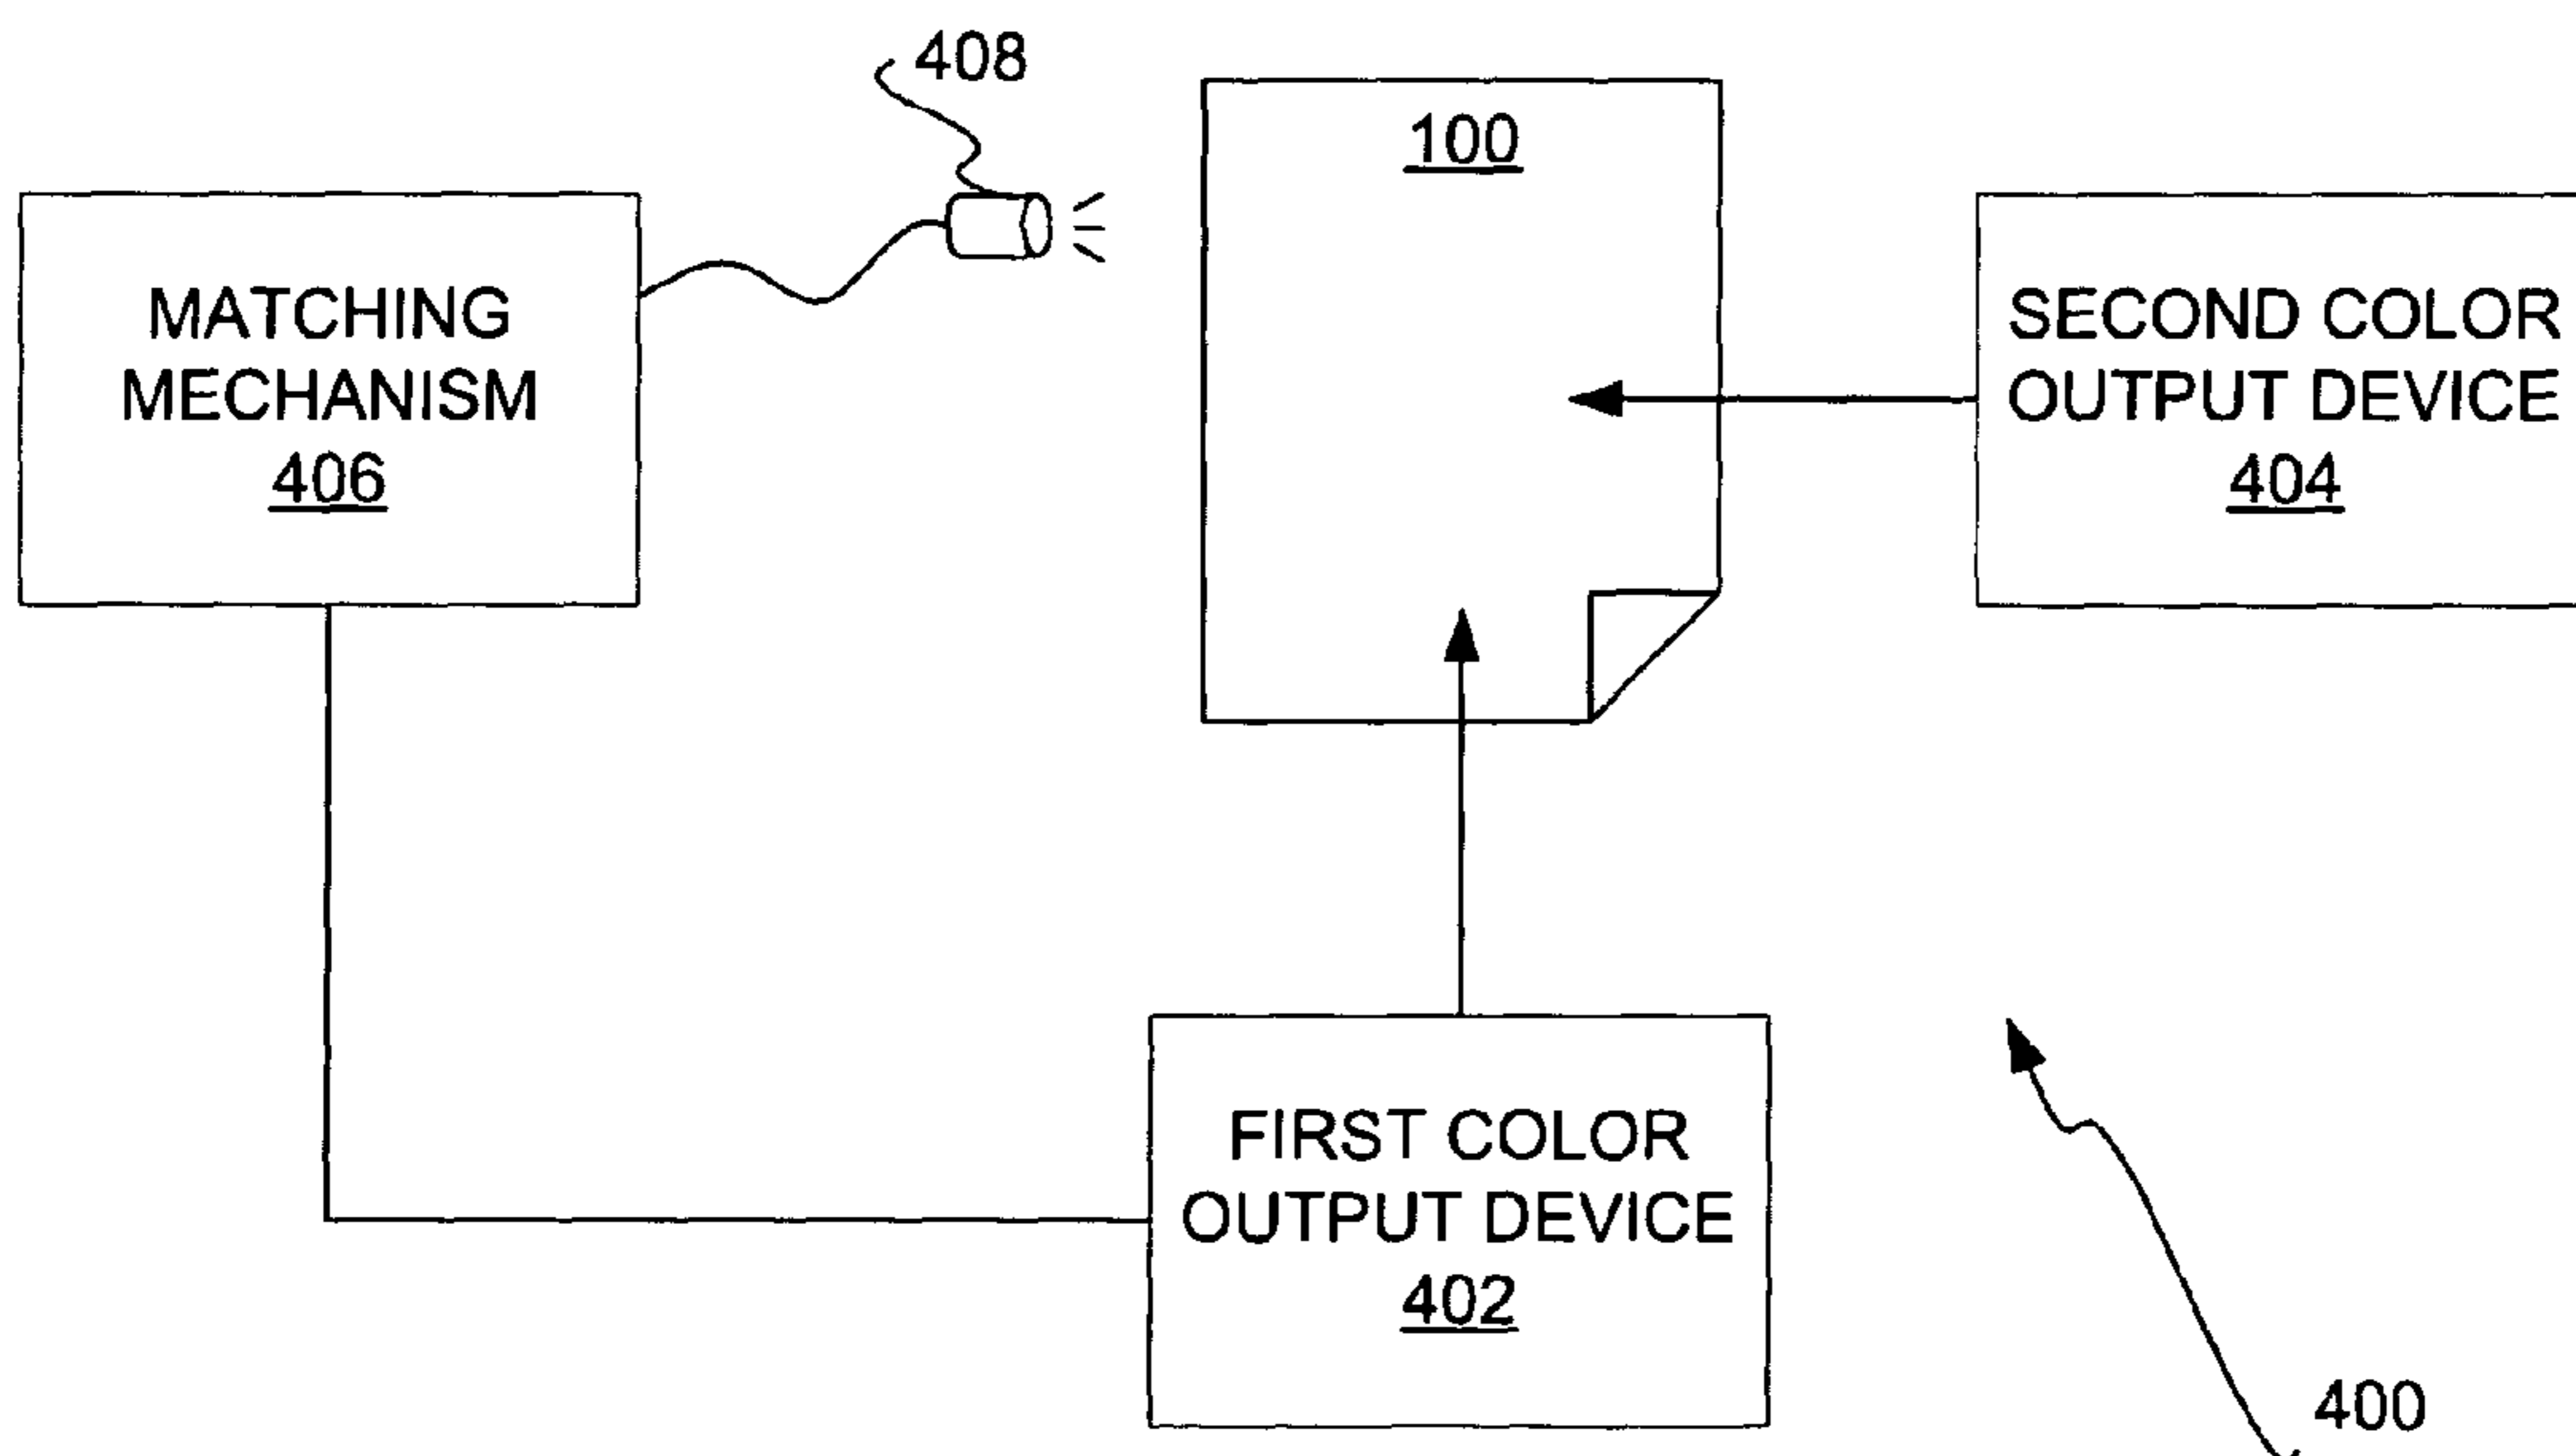 408
100
MATCHING
MECHANISM
406
SECOND COLOR
OUTPUT DEVICE
404
FIRST COLOR
OUTPUT DEVICE
402
400